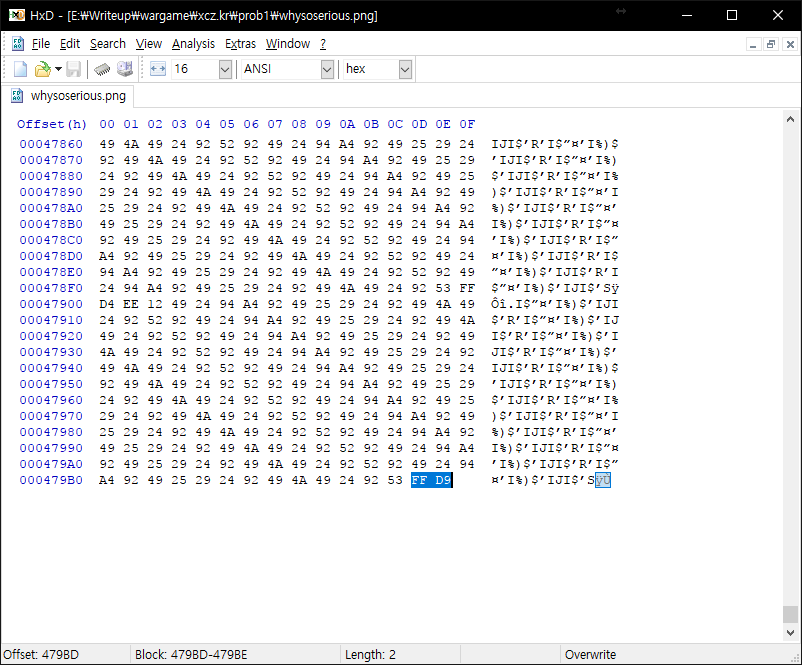 HxD - [E:₩Writeup₩wargame₩xcz.kr₩prob1₩whysoserious.png]
File Edit Search View Analysis Extras Window ?
16 ANSI hex
whysoserious.png
Offset(h) 00 01 02 03 04 05 06 07 08 09 0A 0B 0C 0D 0E 0F
00047860 49 4A 49 24 92 52 92 49 24 94 A4 92 49 25 29 24 IJI$’R’I$”¤’I%)$
00047870 92 49 4A 49 24 92 52 92 49 24 94 A4 92 49 25 29 ’IJI$’R’I$”¤’I%)
00047880 24 92 49 4A 49 24 92 52 92 49 24 94 A4 92 49 25 $’IJI$’R’I$”¤’I%
00047890 29 24 92 49 4A 49 24 92 52 92 49 24 94 A4 92 49 )$’IJI$’R’I$”¤’I
000478A0 25 29 24 92 49 4A 49 24 92 52 92 49 24 94 A4 92 %)$’IJI$’R’I$”¤’
000478B0 49 25 29 24 92 49 4A 49 24 92 52 92 49 24 94 A4 I%)$’IJI$’R’I$”¤
000478C0 92 49 25 29 24 92 49 4A 49 24 92 52 92 49 24 94 ’I%)$’IJI$’R’I$”
000478D0 A4 92 49 25 29 24 92 49 4A 49 24 92 52 92 49 24 ¤’I%)$’IJI$’R’I$
000478E0 94 A4 92 49 25 29 24 92 49 4A 49 24 92 52 92 49 ”¤’I%)$’IJI$’R’I
000478F0 24 94 A4 92 49 25 29 24 92 49 4A 49 24 92 53 FF $”¤’I%)$’IJI$’Sÿ
00047900 D4 EE 12 49 24 94 A4 92 49 25 29 24 92 49 4A 49 Ôî.I$”¤’I%)$’IJI
00047910 24 92 52 92 49 24 94 A4 92 49 25 29 24 92 49 4A $’R’I$”¤’I%)$’IJ
00047920 49 24 92 52 92 49 24 94 A4 92 49 25 29 24 92 49 I$’R’I$”¤’I%)$’I
00047930 4A 49 24 92 52 92 49 24 94 A4 92 49 25 29 24 92 JI$’R’I$”¤’I%)$’
00047940 49 4A 49 24 92 52 92 49 24 94 A4 92 49 25 29 24 IJI$’R’I$”¤’I%)$
00047950 92 49 4A 49 24 92 52 92 49 24 94 A4 92 49 25 29 ’IJI$’R’I$”¤’I%)
00047960 24 92 49 4A 49 24 92 52 92 49 24 94 A4 92 49 25 $’IJI$’R’I$”¤’I%
00047970 29 24 92 49 4A 49 24 92 52 92 49 24 94 A4 92 49 )$’IJI$’R’I$”¤’I
00047980 25 29 24 92 49 4A 49 24 92 52 92 49 24 94 A4 92 %)$’IJI$’R’I$”¤’
00047990 49 25 29 24 92 49 4A 49 24 92 52 92 49 24 94 A4 I%)$’IJI$’R’I$”¤
000479A0 92 49 25 29 24 92 49 4A 49 24 92 52 92 49 24 94 ’I%)$’IJI$’R’I$”
000479B0 A4 92 49 25 29 24 92 49 4A 49 24 92 53 FF D9 ¤’I%)$’IJI$’SÿÙ
Offset: 479BD Block: 479BD-479BE Length: 2 Overwrite